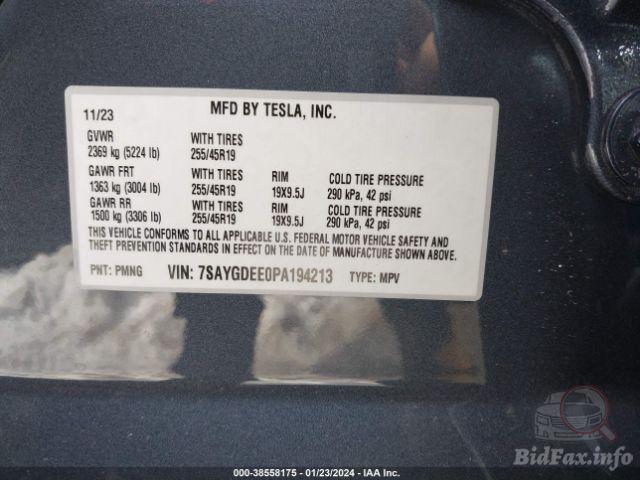 11/23 MFD BY TESLA, INC.
GVWR WITH TIRES
2369 kg (5224 lb) 255/45R19
GAWR FRT WITH TIRES RIM COLD TIRE PRESSURE
1363 kg (3004 lb) 255/45R19 19X9.5J 290 kPa, 42 psi
GAWR RR WITH TIRES RIM COLD TIRE PRESSURE
1500 kg (3306 lb) 255/45R19 19X9.5J 290 kPa, 42 psi
THIS VEHICLE CONFORMS TO ALL APPLICABLE U.S. FEDERAL MOTOR VEHICLE SAFETY AND
THEFT PREVENTION STANDARDS IN EFFECT ON THE DATE OF MANUFACTURE SHOWN ABOVE.
PNT: PMNG VIN: 7SAYGDEE0PA194213 TYPE: MPV
BidFax.info
000-38558175 - 01/23/2024 - IAA Inc.